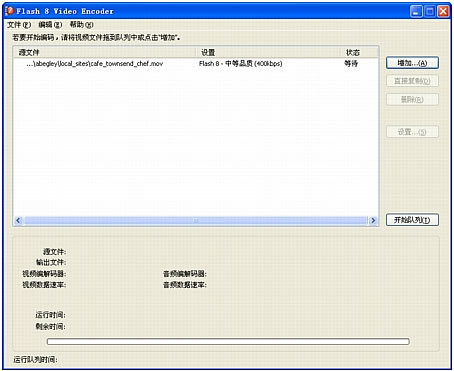 Flash 8 Video Encoder
文件(F) 编辑(E) 帮助(H)
若要开始编码，请将视频文件拖到队列中或点击"增加"。
源文件 设置 状态
...\abegley\local_sites\cafe_townsend_chef.mov Flash 8 - 中等品质 (400kbps) 等待
增加...(A)
直接复制(D)
删除(R)
设置...(S)
开始队列(T)
源文件:
输出文件:
视频编解码器: 音频编解码器:
视频数据速率: 音频数据速率:
运行时间:
剩余时间:
运行队列时间: